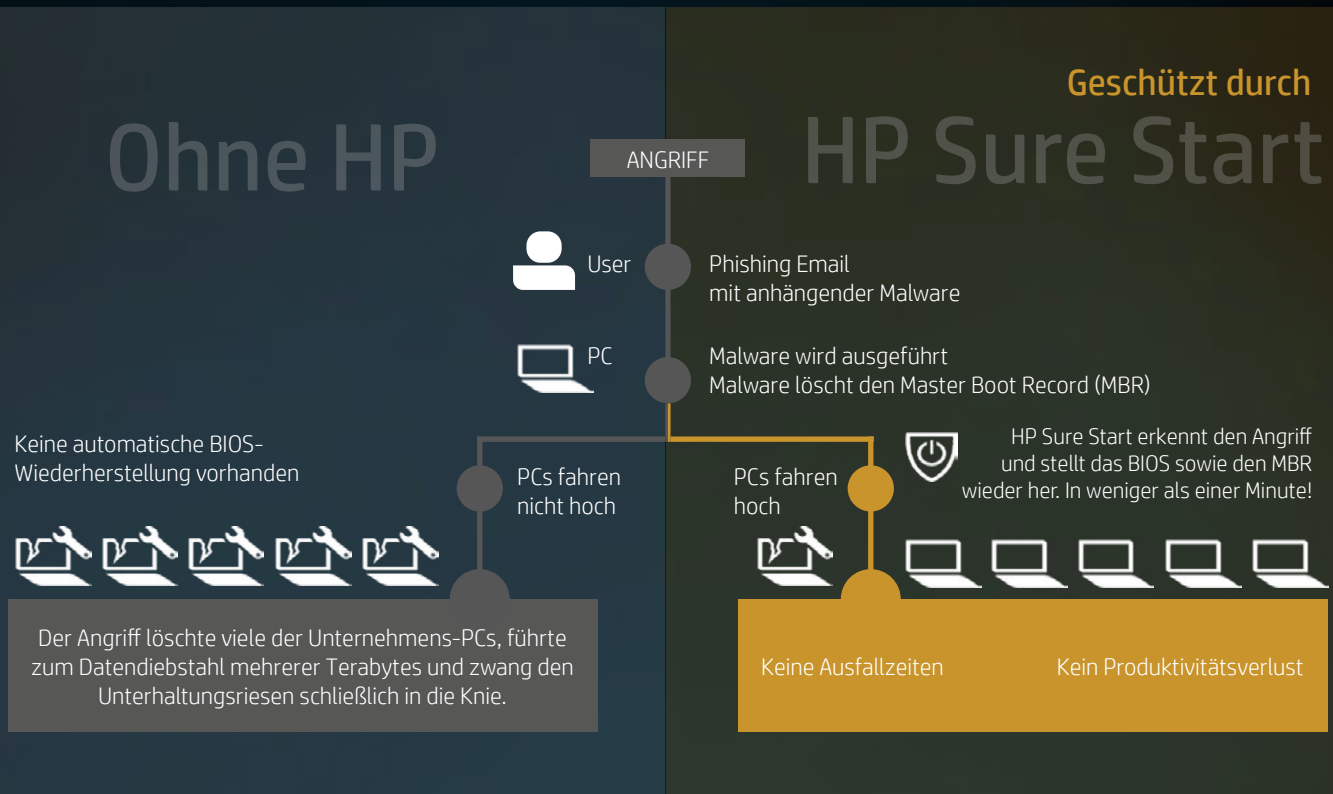 Ohne HP
Geschützt durch
HP Sure Start
ANGRIFF
User
Phishing Email
mit anhängender Malware
PC
Malware wird ausgeführt
Malware löscht den Master Boot Record (MBR)
Keine automatische BIOS-
Wiederherstellung vorhanden
PCs fahren
nicht hoch
PCs fahren
hoch
HP Sure Start erkennt den Angriff
und stellt das BIOS sowie den MBR
wieder her. In weniger als einer Minute!
Der Angriff löschte viele der Unternehmens-PCs, führte
zum Datendiebstahl mehrerer Terabytes und zwang den
Unterhaltungsriesen schließlich in die Knie.
Keine Ausfallzeiten
Kein Produktivitätsverlust